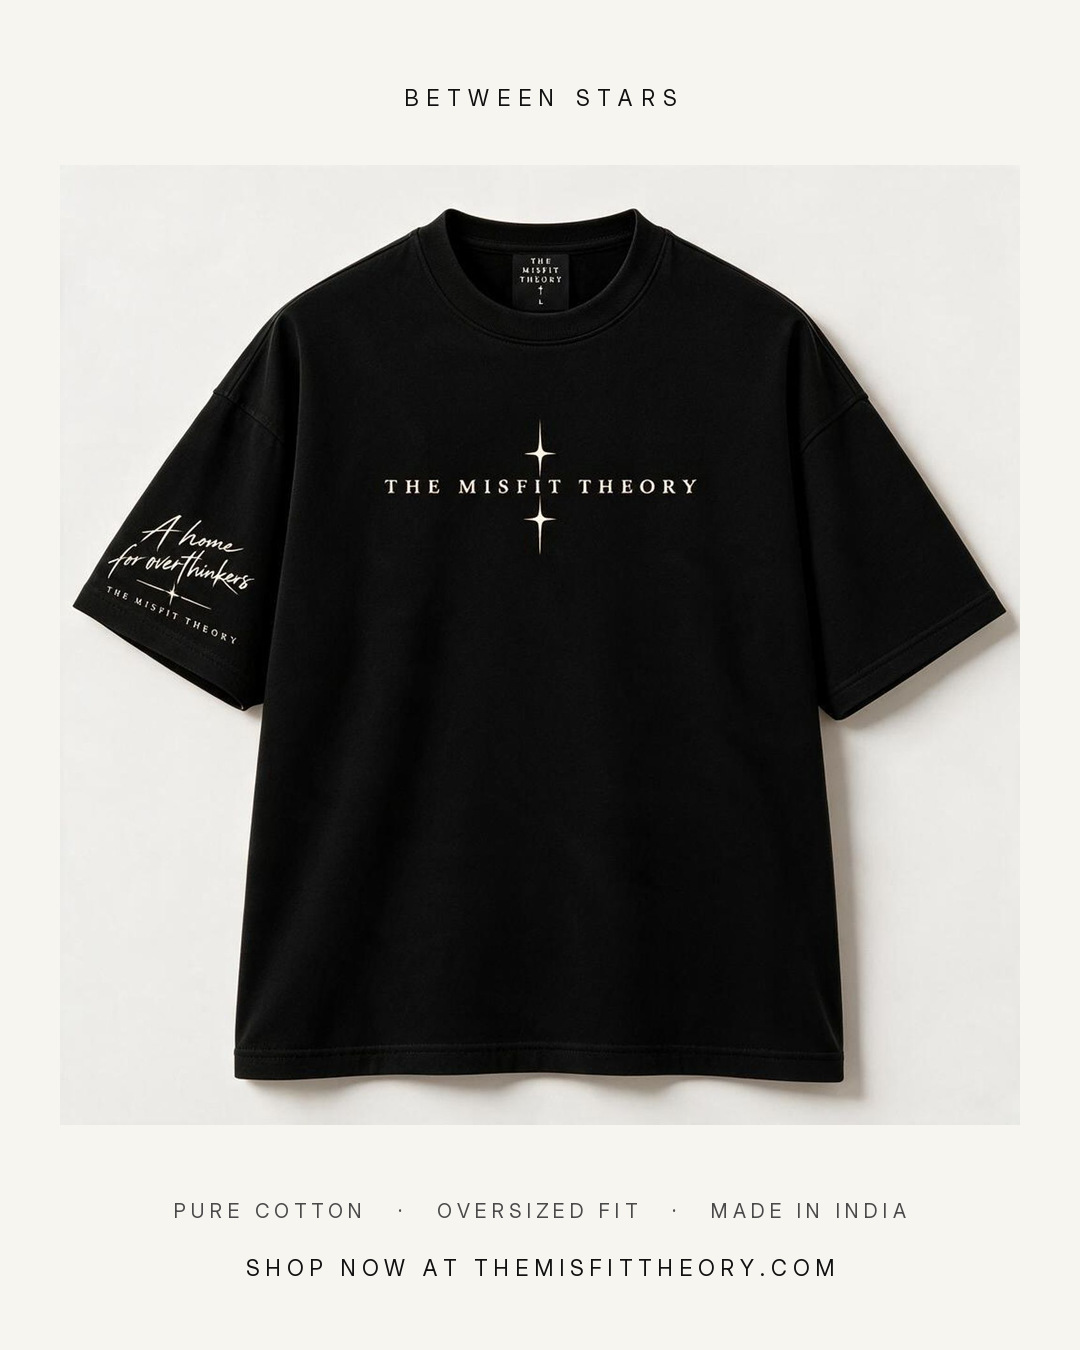 BETWEEN STARS
THE
MISFIT
THEORY
L
THE MISFIT THEORY
A home
for overthinkers
THE MISFIT THEORY
PURE COTTON · OVERSIZED FIT · MADE IN INDIA
SHOP NOW AT THEMISFITTHEORY.COM